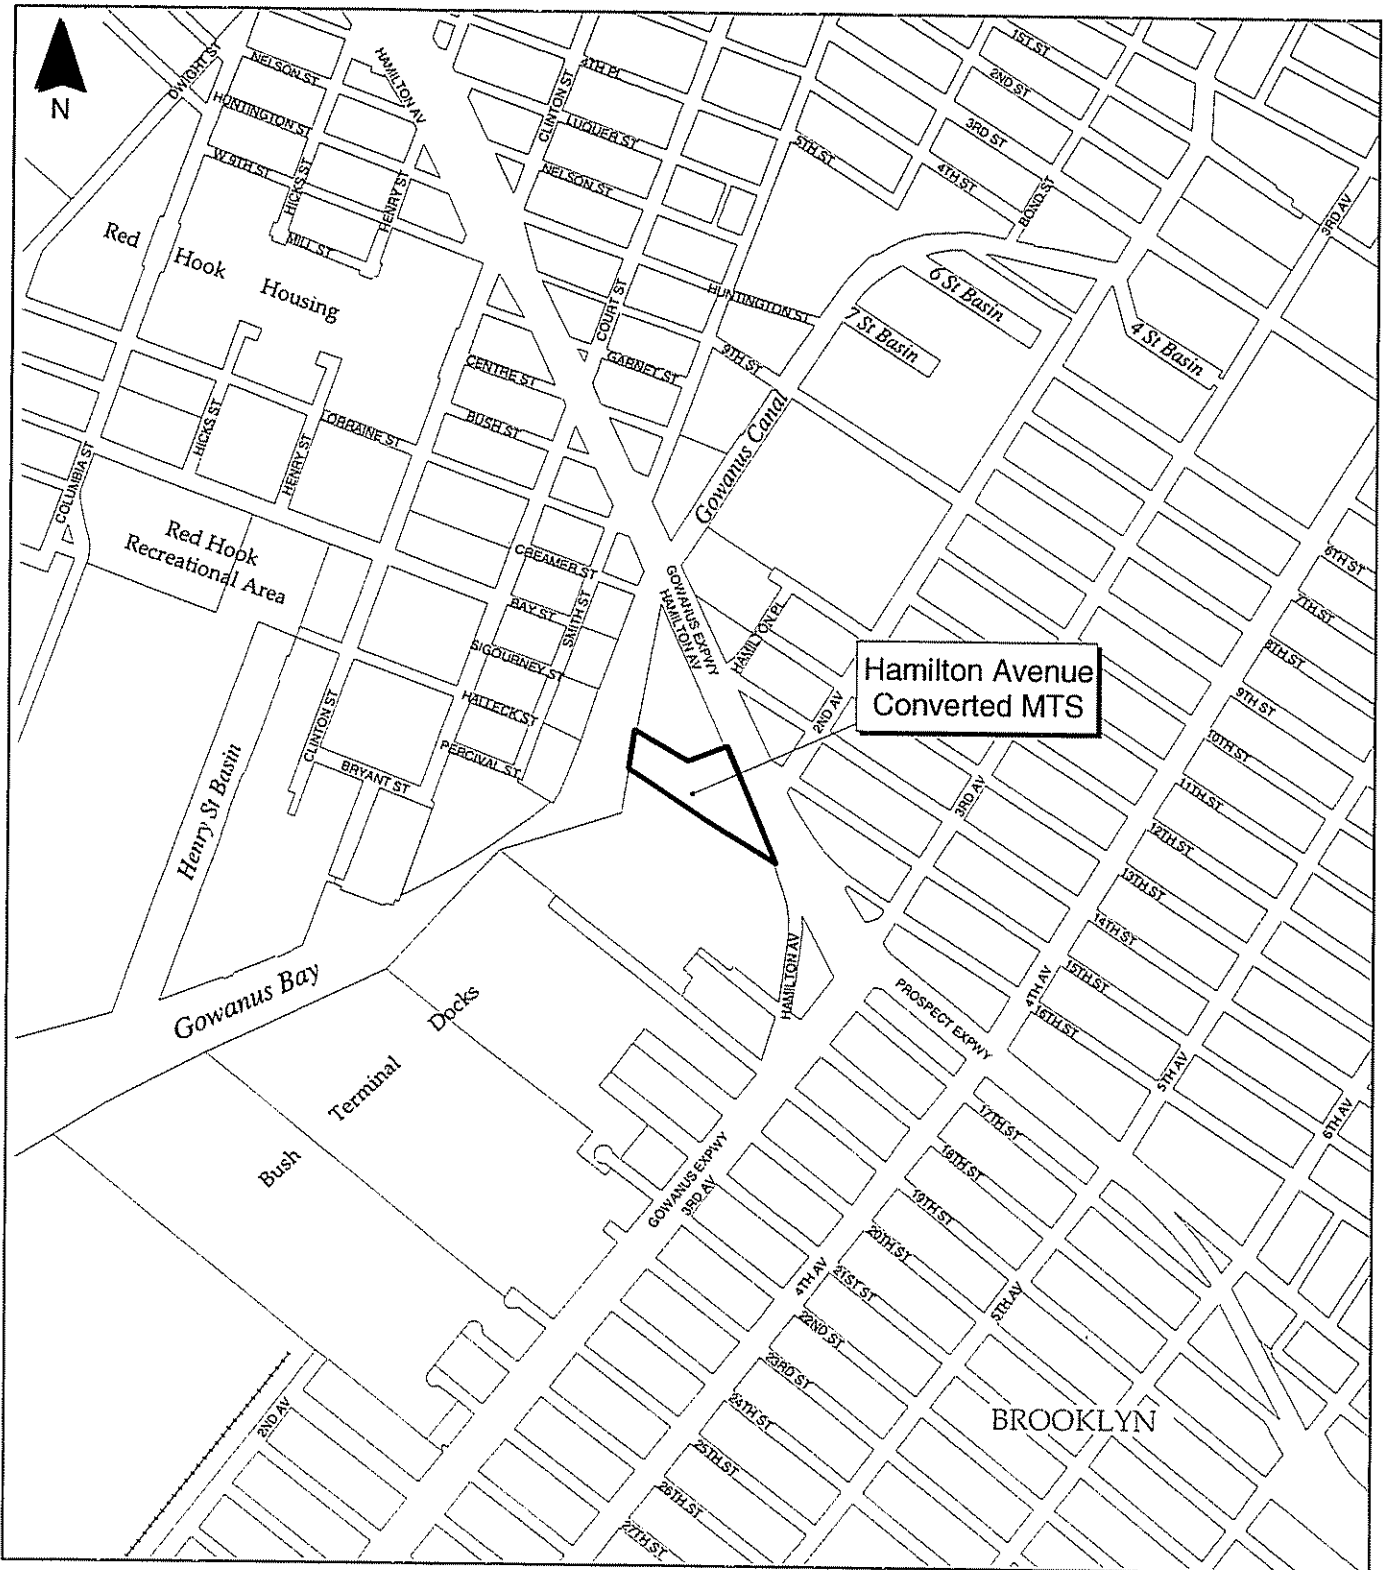 N
DWIGHT ST
NELSON ST
HUNTINGTON ST
W 9TH ST
HICKS ST
MILL ST
HENRY ST
HAMILTON AV
CLINTON ST
4TH PL
LUQUER ST
NELSON ST
5TH ST
1ST ST
2ND ST
3RD ST
4TH ST
BOND ST
3RD AV
Red
Hook
Housing
COURT ST
HUNTINGTON ST
GARNET ST
9TH ST
6 St Basin
7 St Basin
4 St Basin
CENTRE ST
BUSH ST
LORRAINE ST
HICKS ST
HENRY ST
COLUMBIA ST
Gowanus Canal
Red Hook
Recreational Area
CREAMER ST
BAY ST
SMITH ST
SIGOURNEY ST
HALLECK ST
PERCIVAL ST
CLINTON ST
BRYANT ST
GOWANUS EXPWY
HAMILTON AV
HAMILTON PL
2ND AV
Hamilton Avenue
Converted MTS
6TH ST
7TH ST
8TH ST
9TH ST
10TH ST
11TH ST
12TH ST
13TH ST
14TH ST
15TH ST
16TH ST
3RD AV
4TH AV
5TH AV
6TH AV
Henry St Basin
Gowanus Bay
HAMILTON AV
PROSPECT EXPWY
Docks
Terminal
Bush
GOWANUS EXPWY
3RD AV
17TH ST
18TH ST
19TH ST
20TH ST
21ST ST
22ND ST
23RD ST
24TH ST
25TH ST
26TH ST
27TH ST
4TH AV
5TH AV
2ND AV
BROOKLYN